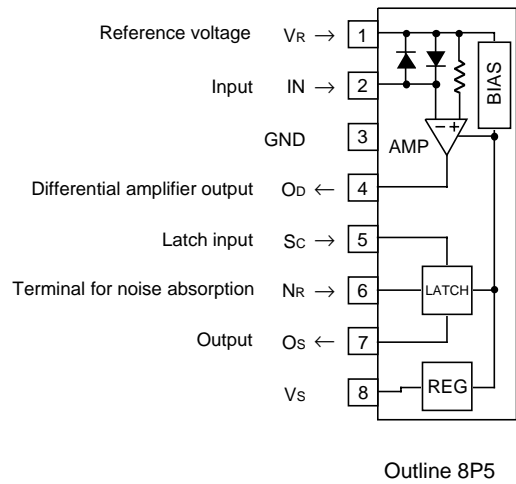 Reference voltage VR → 1
Input IN → 2
GND 3
Differential amplifier output OD ← 4
Latch input SC → 5
Terminal for noise absorption NR → 6
Output OS ← 7
VS 8
BIAS
− +
AMP
LATCH
REG
Outline 8P5